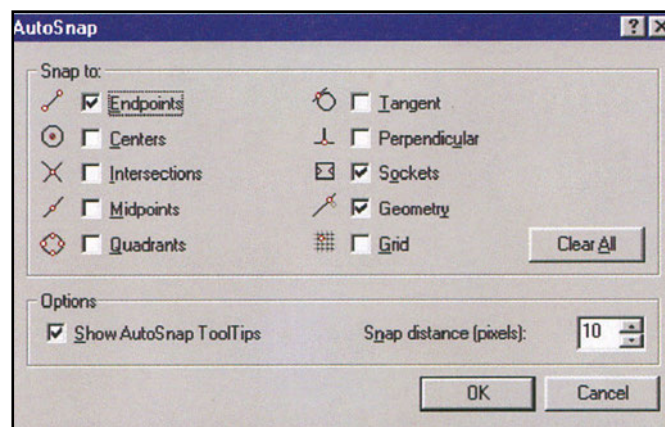 AutoSnap
Snap to:
Endpoints
Centers
Intersections
Midpoints
Quadrants
Tangent
Perpendicular
Sockets
Geometry
Grid
Clear All
Options
Show AutoSnap ToolTips
Snap distance (pixels):
10
OK
Cancel